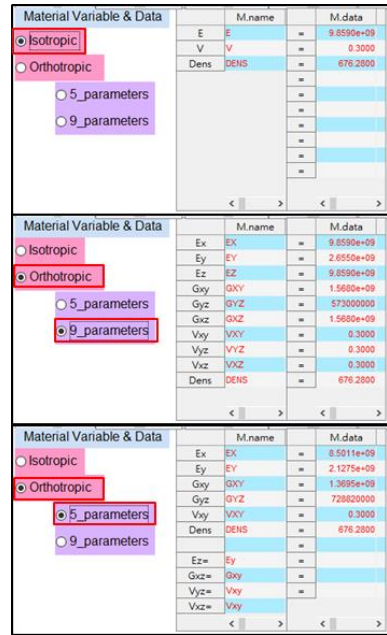 Material Variable & Data
Isotropic
Orthotropic
5_parameters
9_parameters
M.name M.data
E E = 9.8590e+09
V V = 0.3000
Dens DENS = 676.2800
=
=
=
=
=
=
=
Material Variable & Data
Isotropic
Orthotropic
5_parameters
9_parameters
M.name M.data
Ex EX = 9.8590e+09
Ey EY = 2.6550e+09
Ez EZ = 9.8590e+09
Gxy GXY = 1.5680e+09
Gyz GYZ = 573000000
Gxz GXZ = 1.5680e+09
Vxy VXY = 0.3000
Vyz VYZ = 0.3000
Vxz VXZ = 0.3000
Dens DENS = 676.2800
Material Variable & Data
Isotropic
Orthotropic
5_parameters
9_parameters
M.name M.data
Ex EX = 8.5011e+09
Ey EY = 2.1275e+09
Gxy GXY = 1.3695e+09
Gyz GYZ = 728820000
Vxy VXY = 0.3000
Dens DENS = 676.2800
=
Ez= Ey =
Gxz= Gxy =
Vyz= Vxy =
Vxz= Vxy